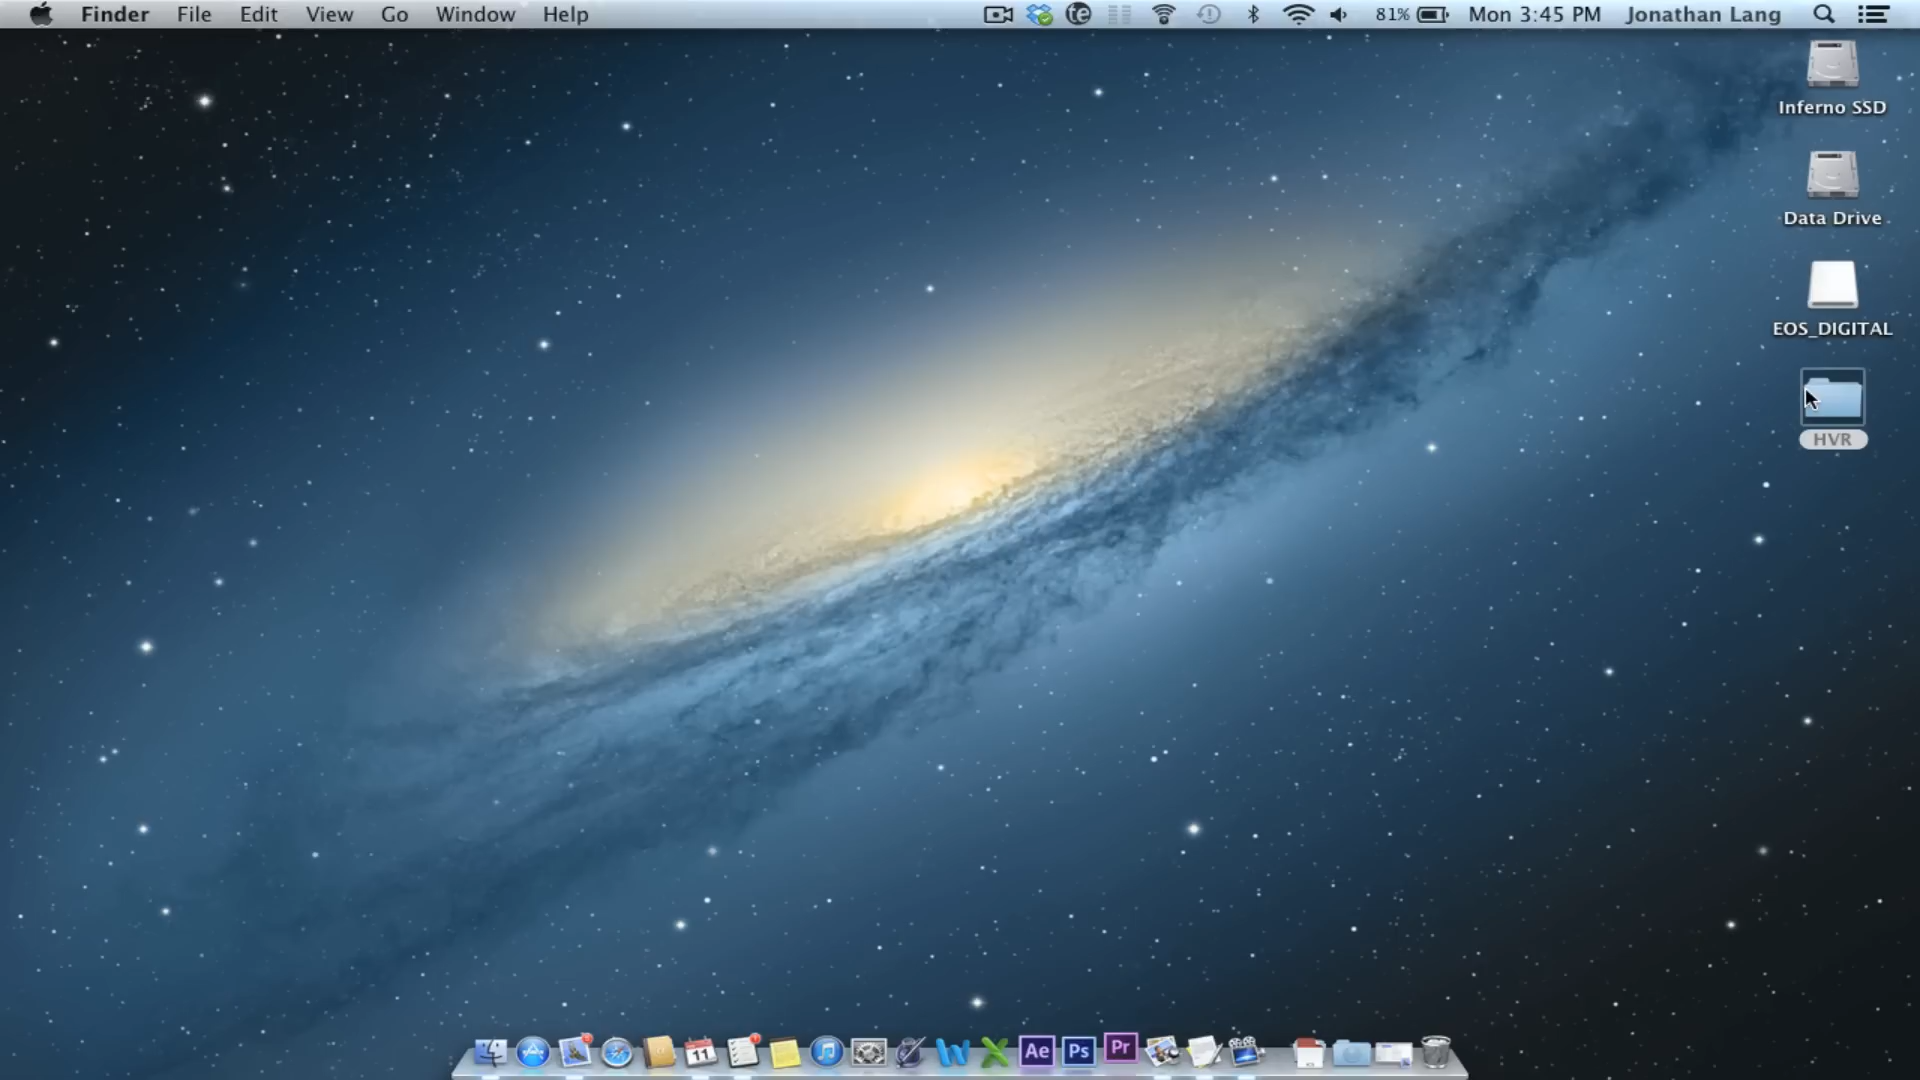 Finder File Edit View Go Window Help te 81% Mon 3:45 PM Jonathan Lang
Inferno SSD
Data Drive
EOS_DIGITAL
HVR
11 W X Ae Ps Pr